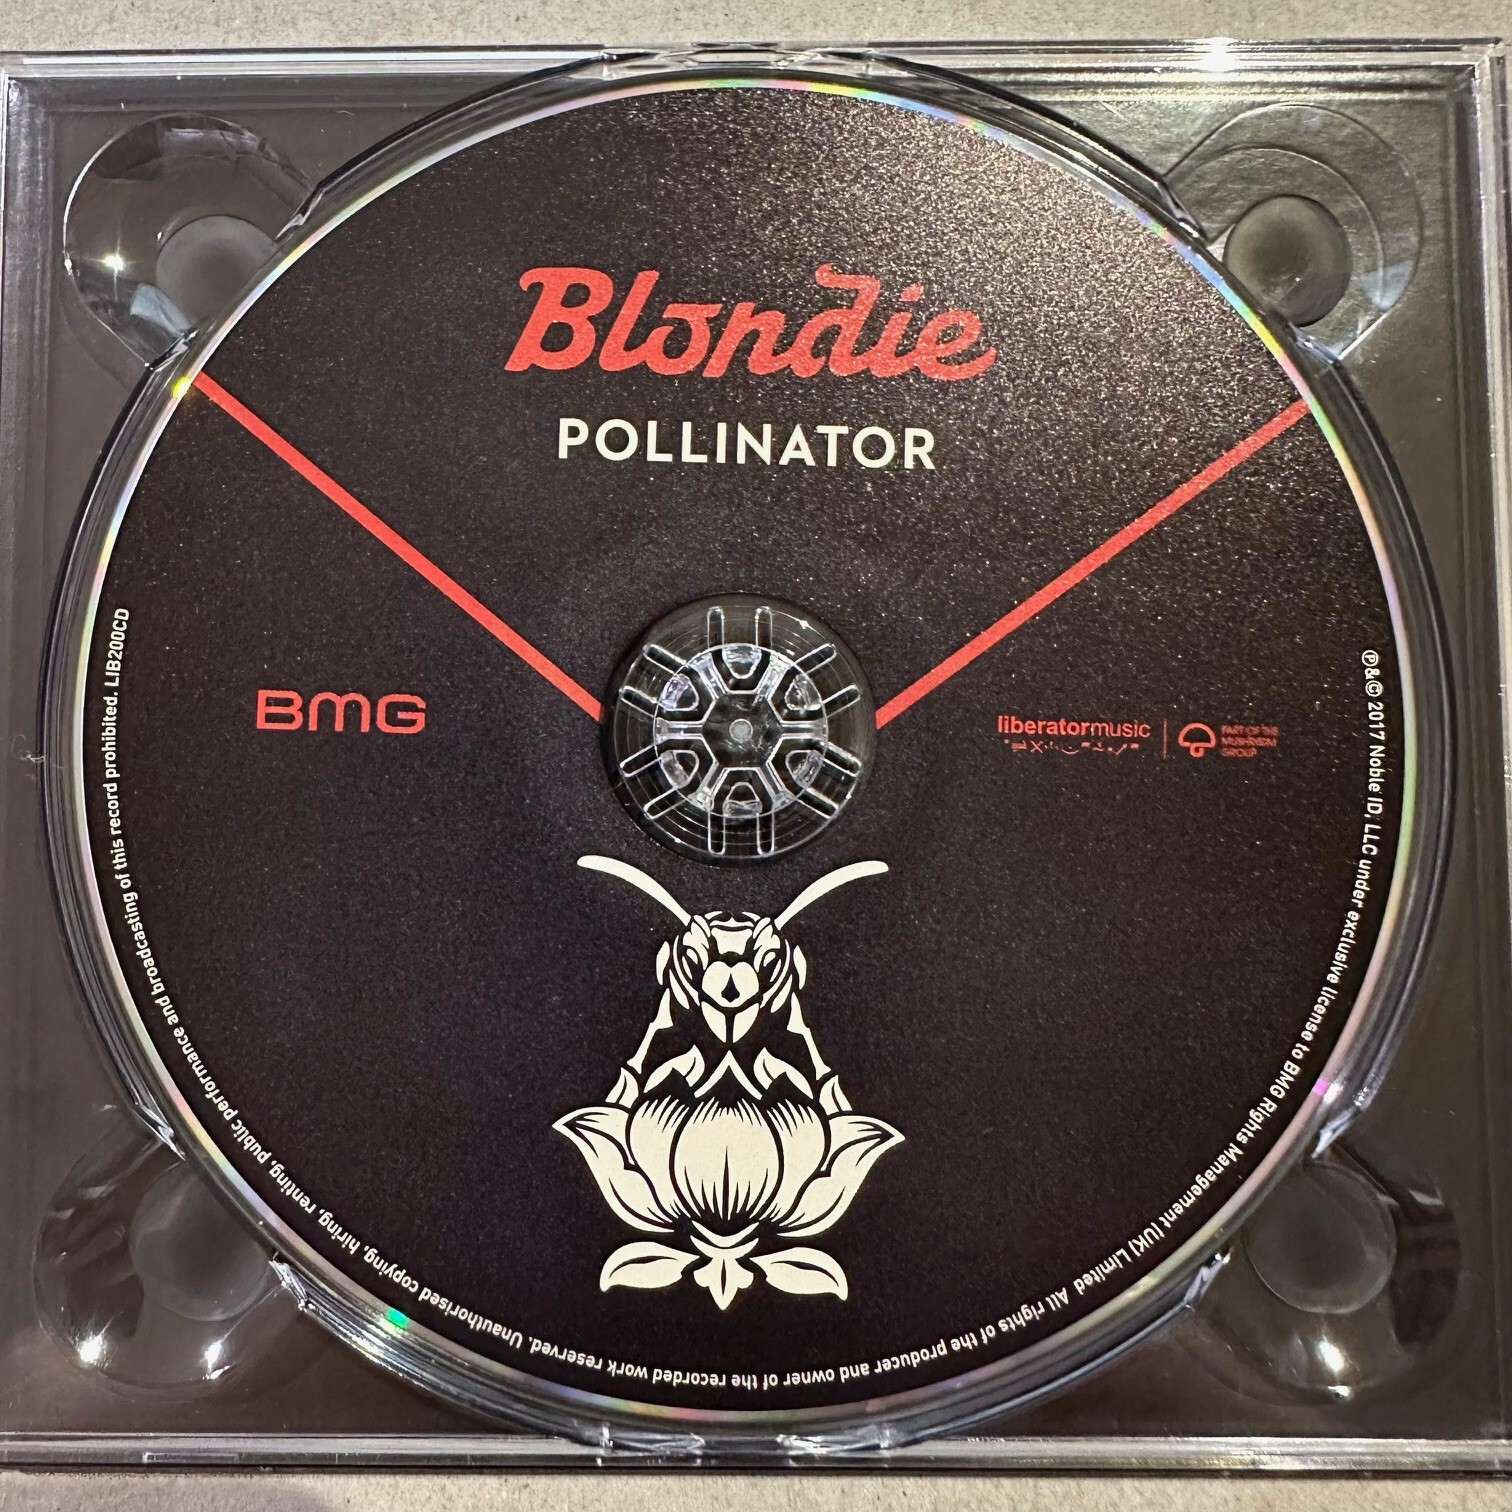 Blondie
POLLINATOR
BMG
liberatormusic
PART OF THE
MUSHROOM
GROUP
℗&© 2017 Noble ID, LLC under exclusive license to BMG Rights Management (UK) Limited All rights of the producer and owner of the recorded work reserved. Unauthorised copying, hiring, renting, public performance and broadcasting of this record prohibited. LIB200CD